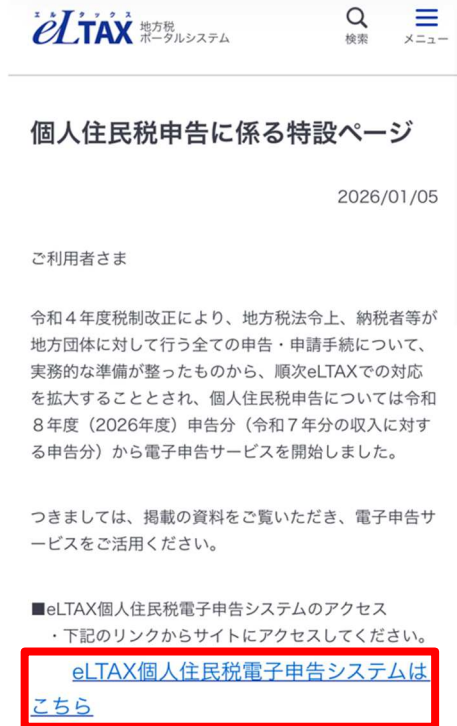 エルタックス
eLTAX 地方税
ポータルシステム
検索 メニュー
個人住民税申告に係る特設ページ
2026/01/05
ご利用者さま
令和４年度税制改正により、地方税法令上、納税者等が
地方団体に対して行う全ての申告・申請手続について、
実務的な準備が整ったものから、順次eLTAXでの対応
を拡大することとされ、個人住民税申告については令和
８年度（2026年度）申告分（令和７年分の収入に対す
る申告分）から電子申告サービスを開始しました。
つきましては、掲載の資料をご覧いただき、電子申告サ
ービスをご活用ください。
■eLTAX個人住民税電子申告システムのアクセス
・下記のリンクからサイトにアクセスしてください。
eLTAX個人住民税電子申告システムは
こちら